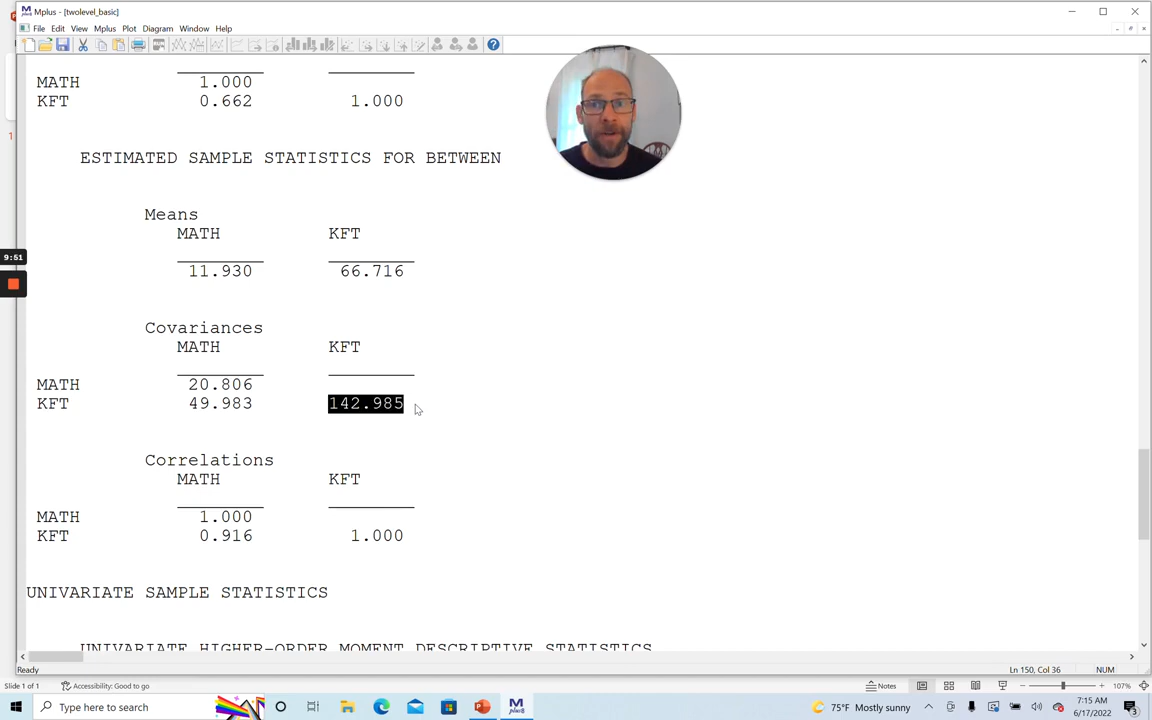 Mplus - [twolevel_basic]
File Edit View Mplus Plot Diagram Window Help
MATH 1.000
KFT 0.662 1.000
ESTIMATED SAMPLE STATISTICS FOR BETWEEN
Means
MATH KFT
11.930 66.716
Covariances
MATH KFT
MATH 20.806
KFT 49.983 142.985
Correlations
MATH KFT
MATH 1.000
KFT 0.916 1.000
UNIVARIATE SAMPLE STATISTICS
UNIVARIATE HIGHER-ORDER MOMENT DESCRIPTIVE STATISTICS
9:51
1
Ready Ln 150, Col 36 NUM
Slide 1 of 1 Accessibility: Good to go Notes 107%
Type here to search 75°F Mostly sunny 7:15 AM
6/17/2022 3